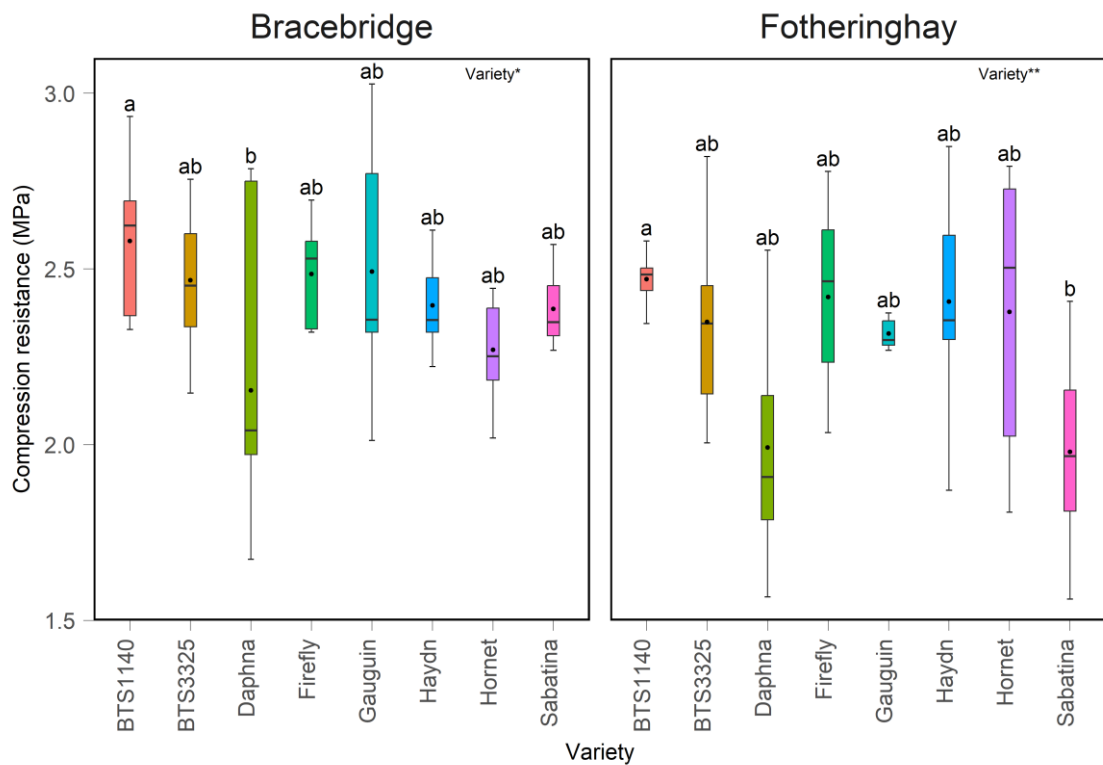 Bracebridge
Fotheringhay
Compression resistance (MPa)
3.0
2.5
2.0
1.5
Variety*
a
ab
b
ab
ab
ab
ab
ab
Variety**
a
ab
ab
ab
ab
ab
ab
b
BTS1140
BTS3325
Daphna
Firefly
Gauguin
Haydn
Hornet
Sabatina
BTS1140
BTS3325
Daphna
Firefly
Gauguin
Haydn
Hornet
Sabatina
Variety